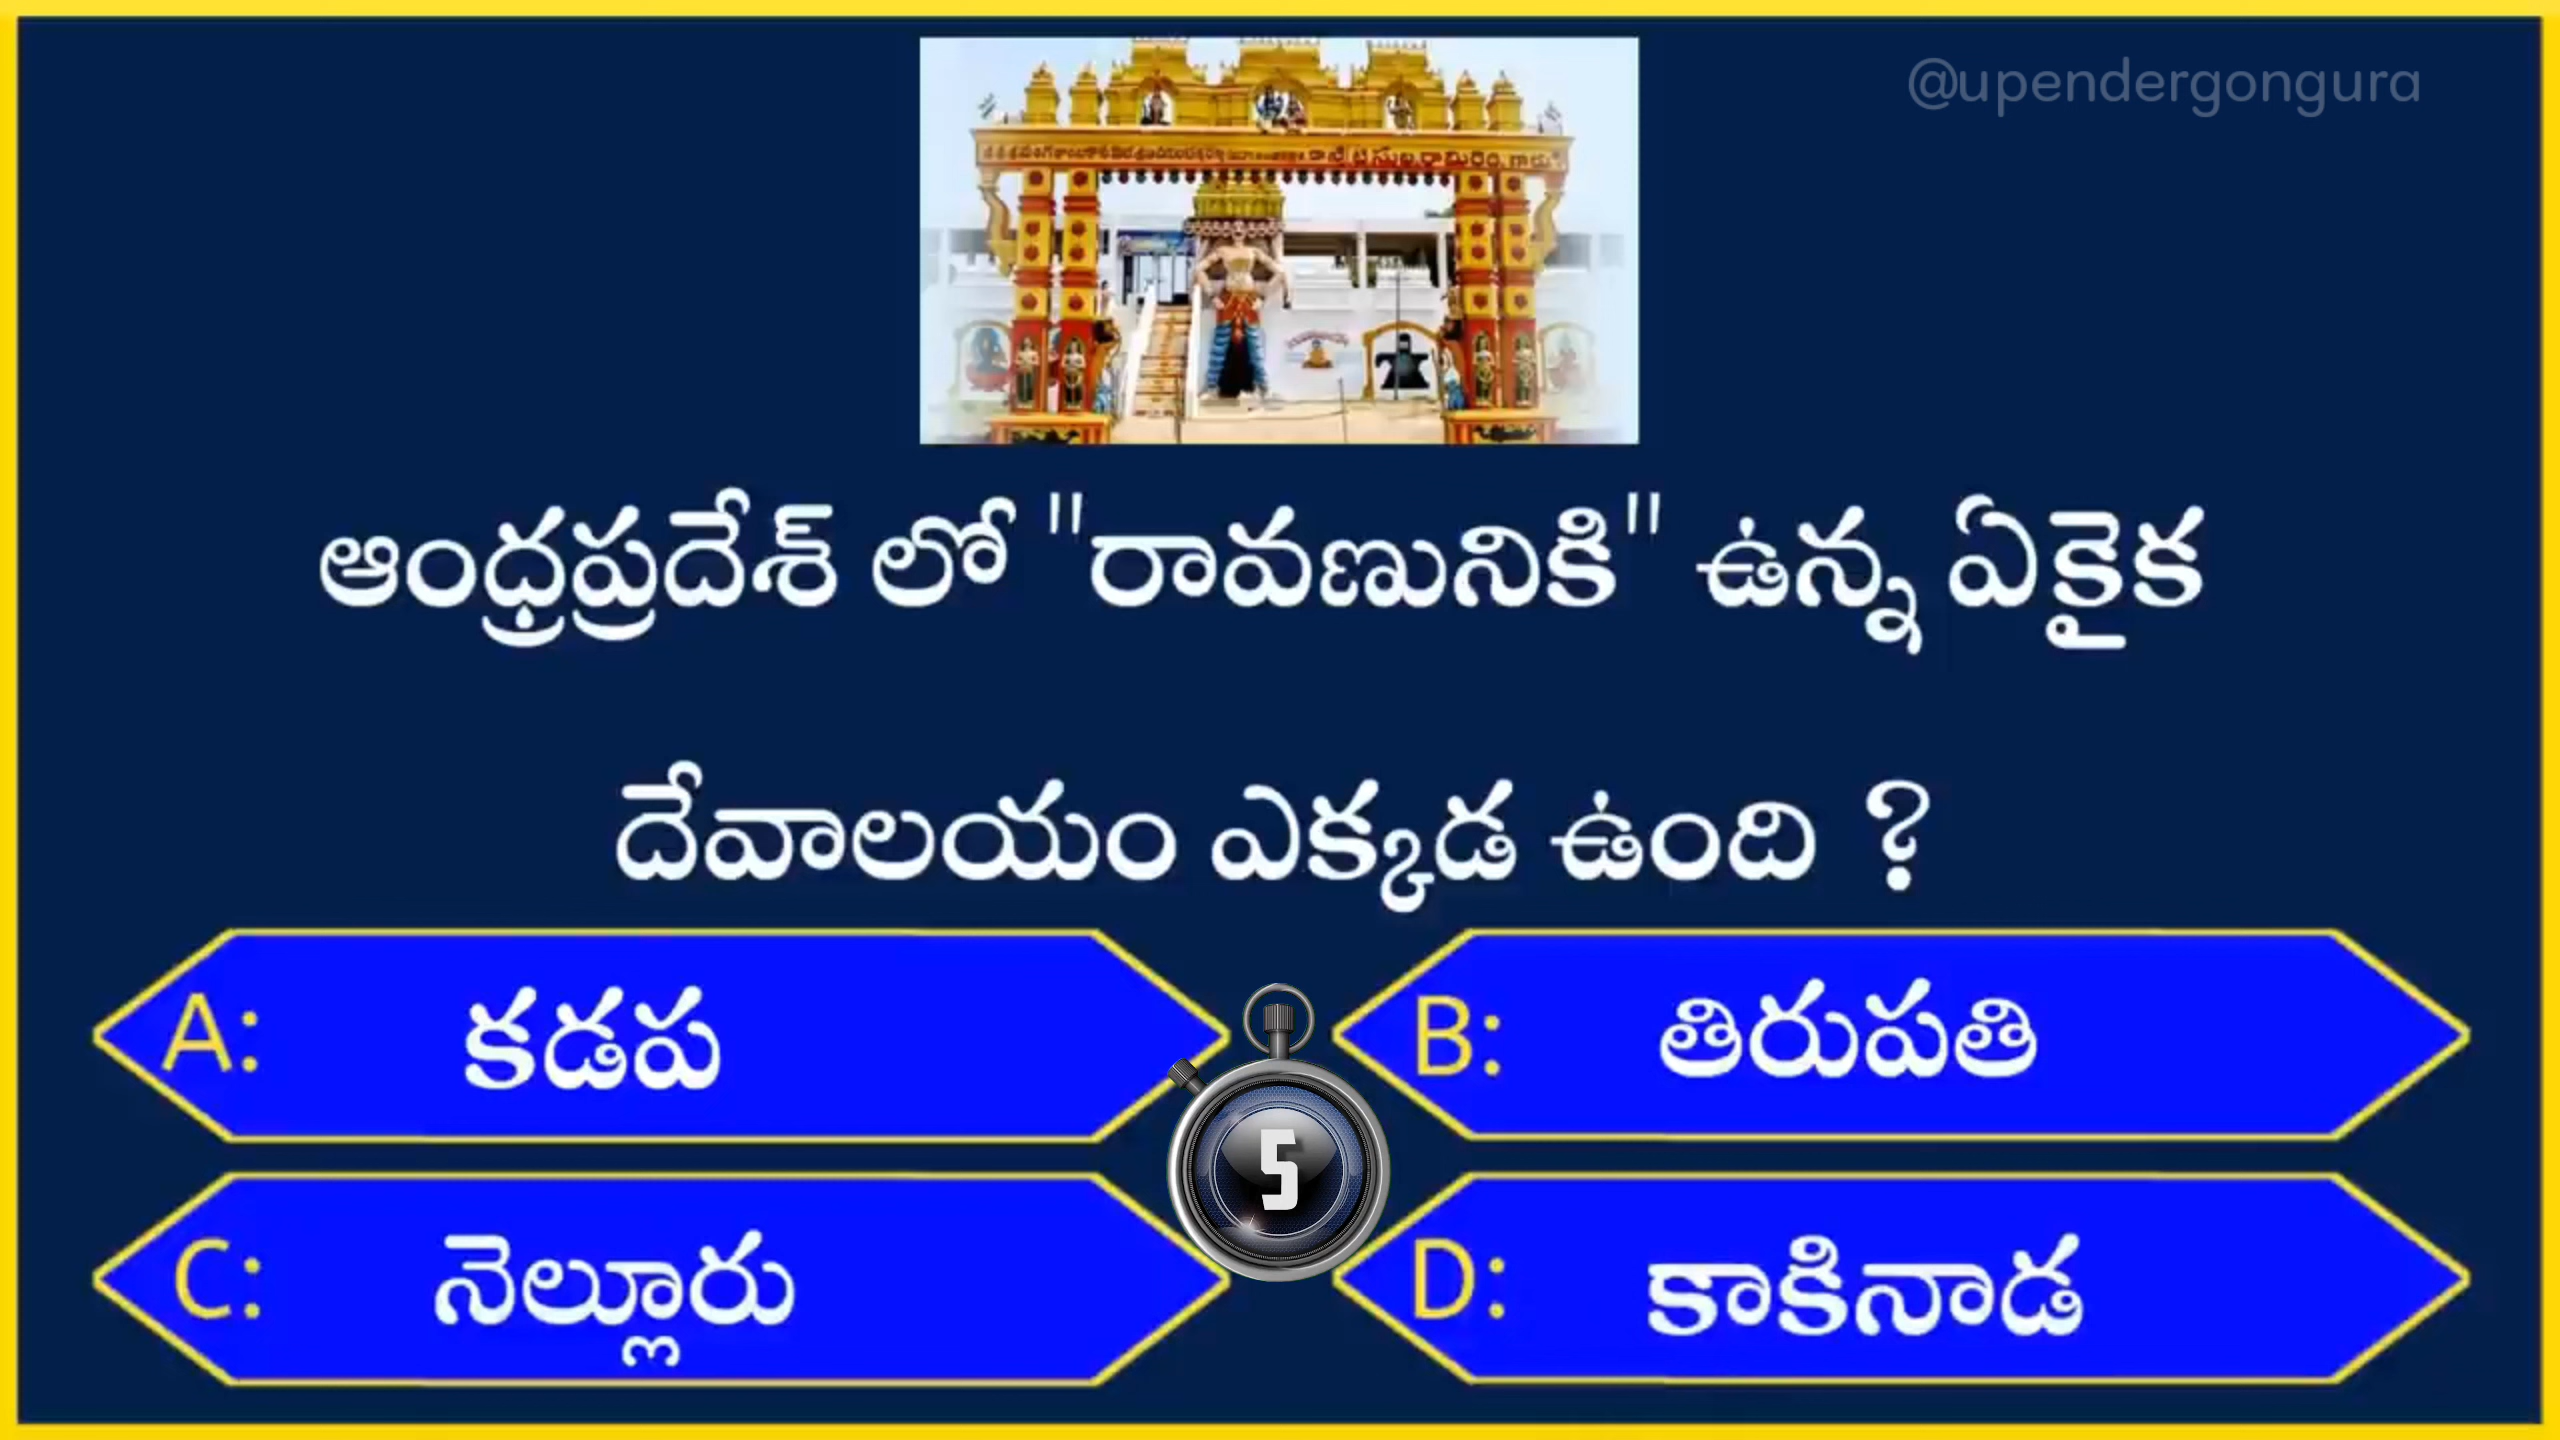 @upendergongura
ఆంధ్రప్రదేశ్ లో "రావణునికి" ఉన్న ఏకైక
దేవాలయం ఎక్కడ ఉంది ?
A: కడప
B: తిరుపతి
5
C: నెల్లూరు
D: కాకినాడ